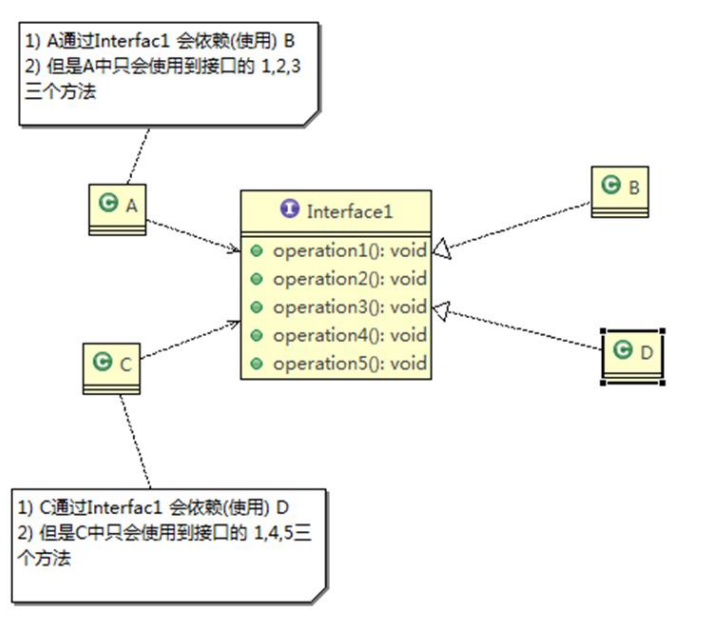 1) A通过Interfac1 会依赖(使用) B
2) 但是A中只会使用到接口的 1,2,3
三个方法
C A
I Interface1
C B
operation1(): void
operation2(): void
operation3(): void
operation4(): void
operation5(): void
C C
C D
1) C通过Interfac1 会依赖(使用) D
2) 但是C中只会使用到接口的 1,4,5三
个方法